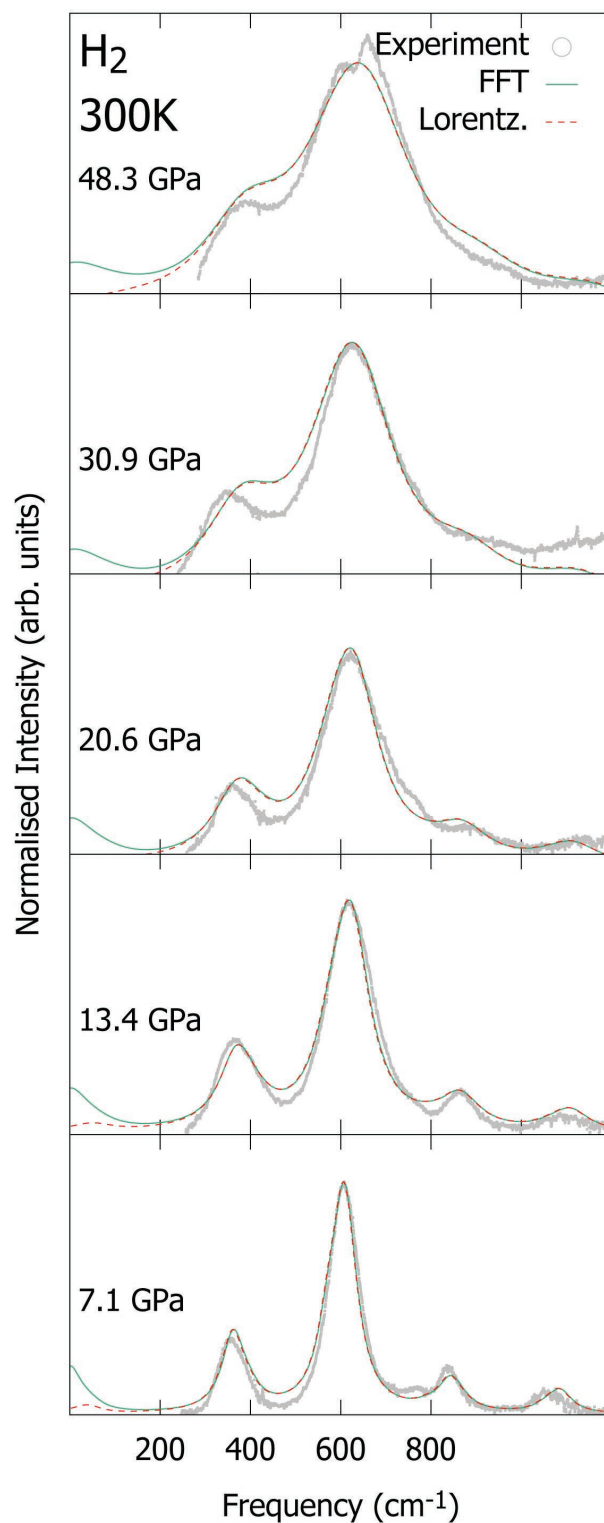 H₂
300K
Experiment
FFT
Lorentz.
48.3 GPa
30.9 GPa
20.6 GPa
13.4 GPa
7.1 GPa
Normalised Intensity (arb. units)
200 400 600 800
Frequency (cm⁻¹)